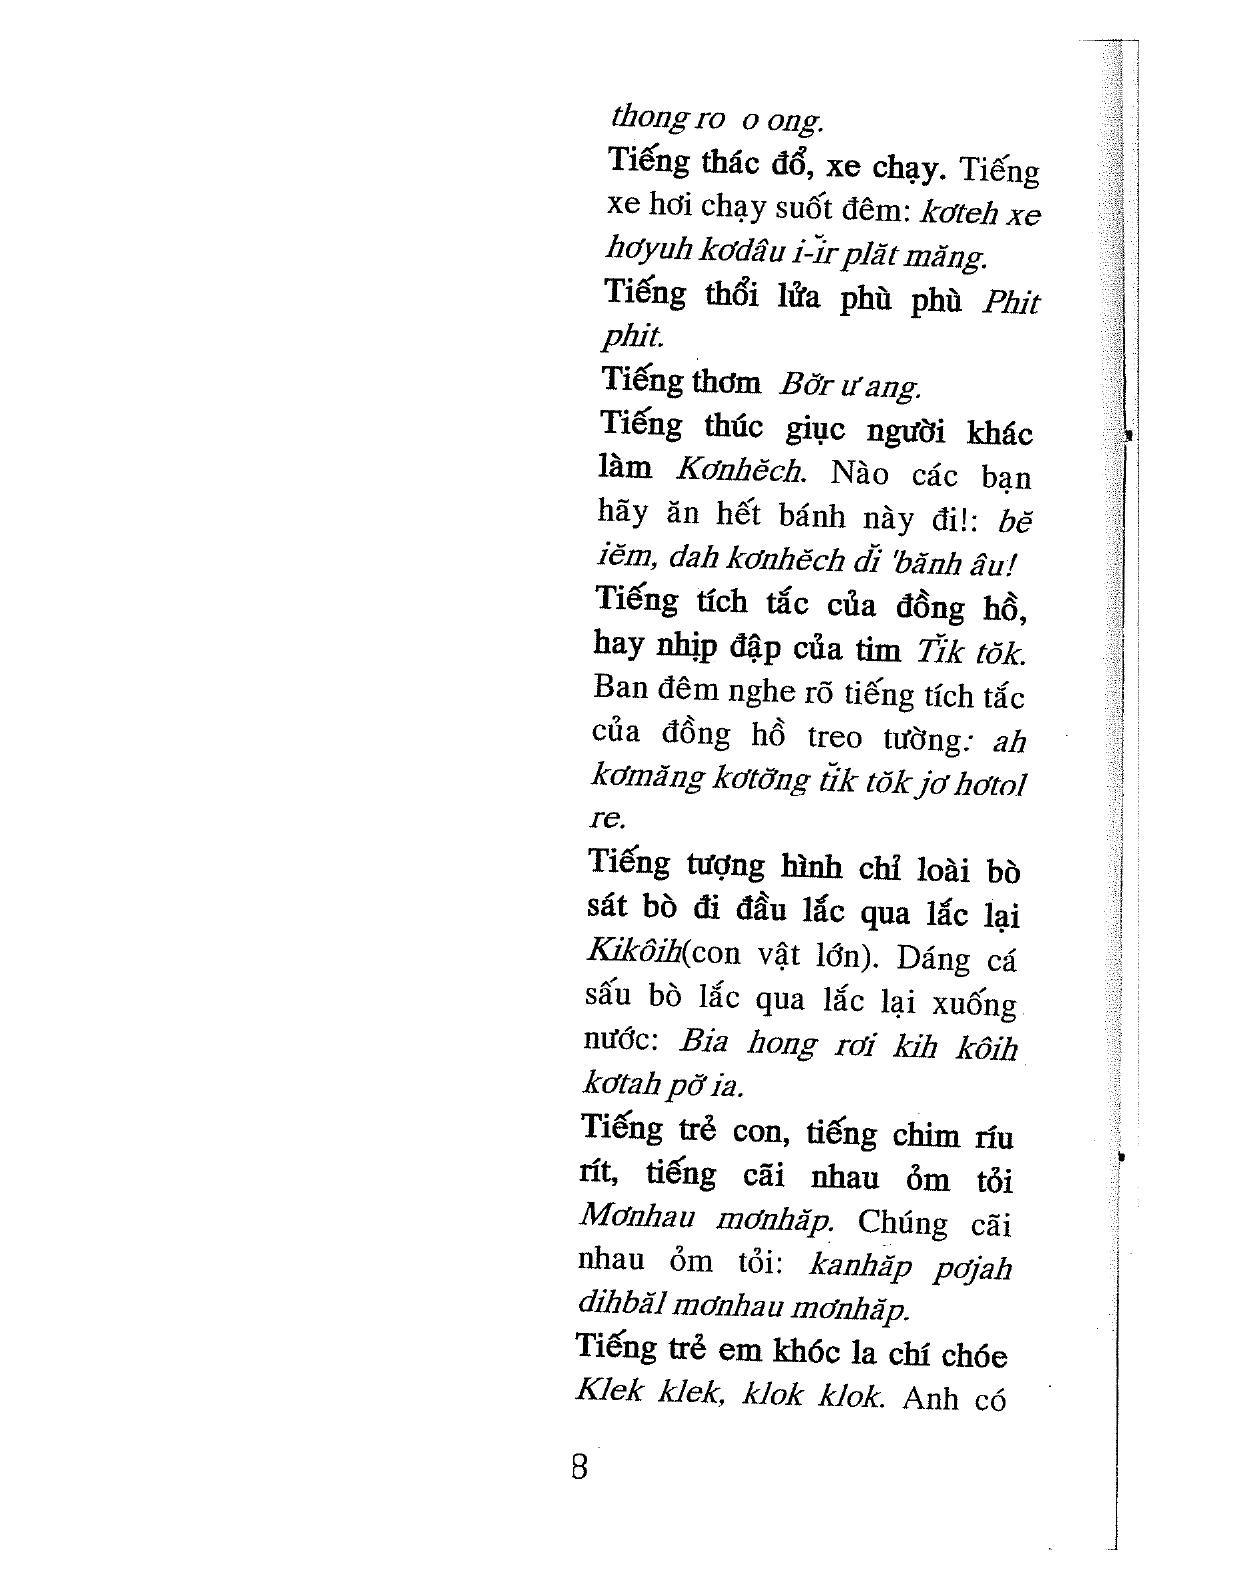 thong ro o ong.
Tiếng thác đổ, xe chạy. Tiếng
xe hơi chạy suốt đêm: kơteh xe
hơyuh kơdâu i-ĭr plăt măng.
Tiếng thổi lửa phù phù Phit
phit.
Tiếng thơm Bơ̆r ư ang.
Tiếng thúc giục người khác
làm Kơnhĕch. Nào các bạn
hãy ăn hết bánh này đi!: bĕ
iĕm, dah kơnhĕch dĭ 'bănh âu!
Tiếng tích tắc của đồng hồ,
hay nhịp đập của tim Tĭk tŏk.
Ban đêm nghe rõ tiếng tích tắc
của đồng hồ treo tường: ah
kơmăng kơtơ̆ng tĭk tŏk jơ hơtol
re.
Tiếng tượng hình chỉ loài bò
sát bò đi đầu lắc qua lắc lại
Kikôih(con vật lớn). Dáng cá
sấu bò lắc qua lắc lại xuống
nước: Bia hong rơi kih kôih
kơtah pơ̆ ia.
Tiếng trẻ con, tiếng chim ríu
rít, tiếng cãi nhau ỏm tỏi
Mơnhau mơnhăp. Chúng cãi
nhau ỏm tỏi: kanhăp pơjah
dihbăl mơnhau mơnhăp.
Tiếng trẻ em khóc la chí chóe
Klek klek, klok klok. Anh có
8